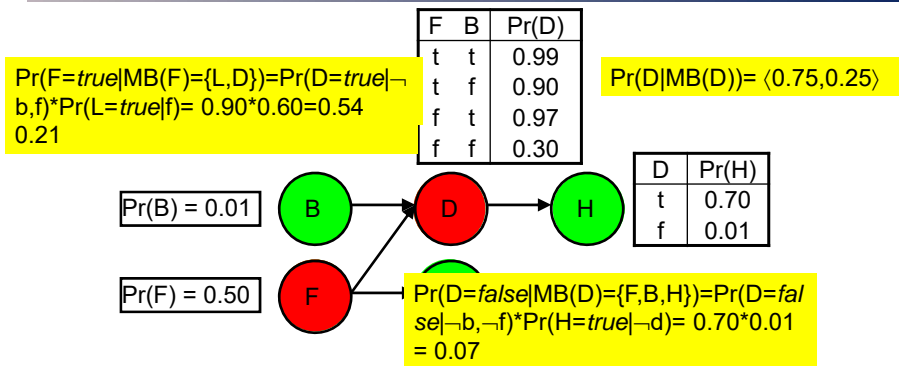 F B Pr(D)
t t 0.99
t f 0.90
f t 0.97
f f 0.30
Pr(F=true|MB(F)={L,D})=Pr(D=true|¬
b,f)*Pr(L=true|f)= 0.90*0.60=0.54
0.21
Pr(D|MB(D))= ⟨0.75,0.25⟩
D Pr(H)
t 0.70
f 0.01
Pr(B) = 0.01
B
D
H
Pr(F) = 0.50
F
Pr(D=false|MB(D)={F,B,H})=Pr(D=fal
se|¬b,¬f)*Pr(H=true|¬d)= 0.70*0.01
= 0.07